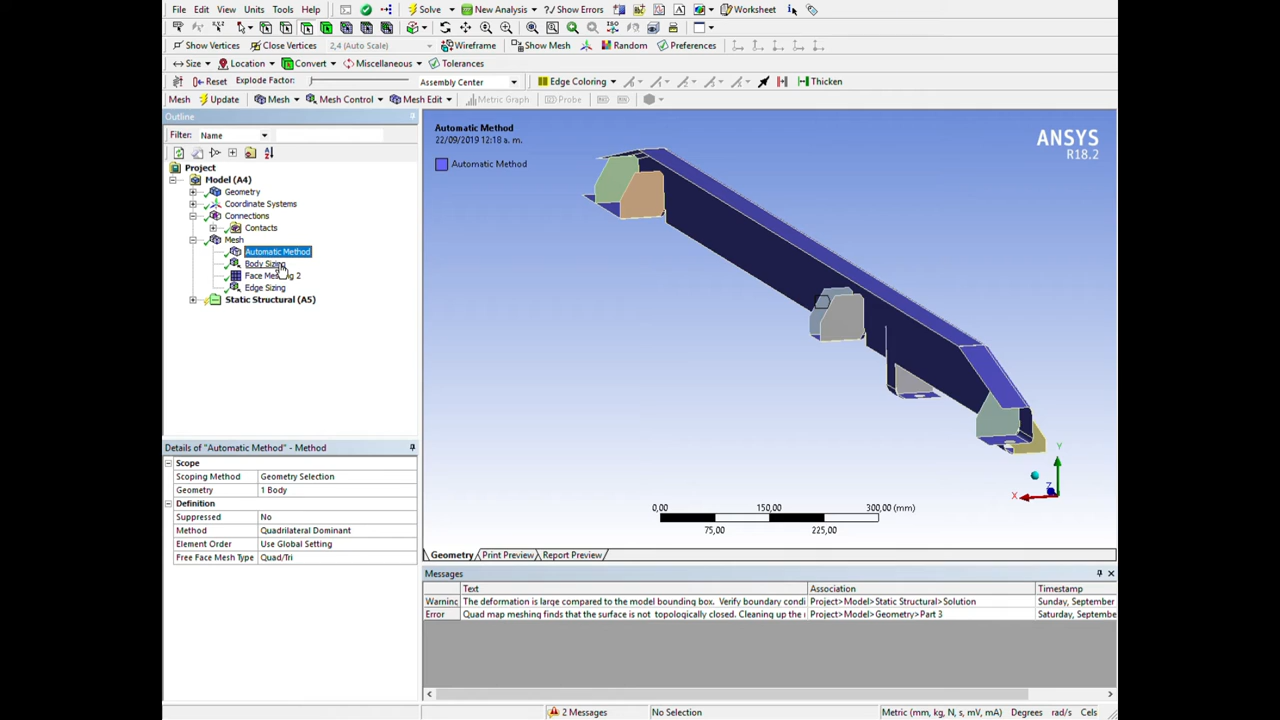 File Edit View Units Tools Help Solve New Analysis Show Errors Worksheet
Show Vertices Close Vertices 2,4 (Auto Scale) Wireframe Show Mesh Random Preferences
Size Location Convert Miscellaneous Tolerances
Reset Explode Factor: Assembly Center Edge Coloring Thicken
Mesh Update Mesh Mesh Control Mesh Edit Metric Graph Probe
Outline
Filter: Name
Project
Model (A4)
Geometry
Coordinate Systems
Connections
Contacts
Mesh
Automatic Method
Body Sizing
Face Meshing 2
Edge Sizing
Static Structural (A5)
Details of "Automatic Method" - Method
Scope
Scoping Method Geometry Selection
Geometry 1 Body
Definition
Suppressed No
Method Quadrilateral Dominant
Element Order Use Global Setting
Free Face Mesh Type Quad/Tri
Automatic Method
22/09/2019 12:18 a. m.
Automatic Method
ANSYS
R18.2
Y
X
Z
0,00 150,00 300,00 (mm)
75,00 225,00
Geometry Print Preview Report Preview
Messages
Text Association Timestamp
Warning The deformation is large compared to the model bounding box. Verify boundary condi Project>Model>Static Structural>Solution Sunday, September
Error Quad map meshing finds that the surface is not topologically closed. Cleaning up the Project>Model>Geometry>Part 3 Saturday, Septembe
2 Messages No Selection Metric (mm, kg, N, s, mV, mA) Degrees rad/s Cels